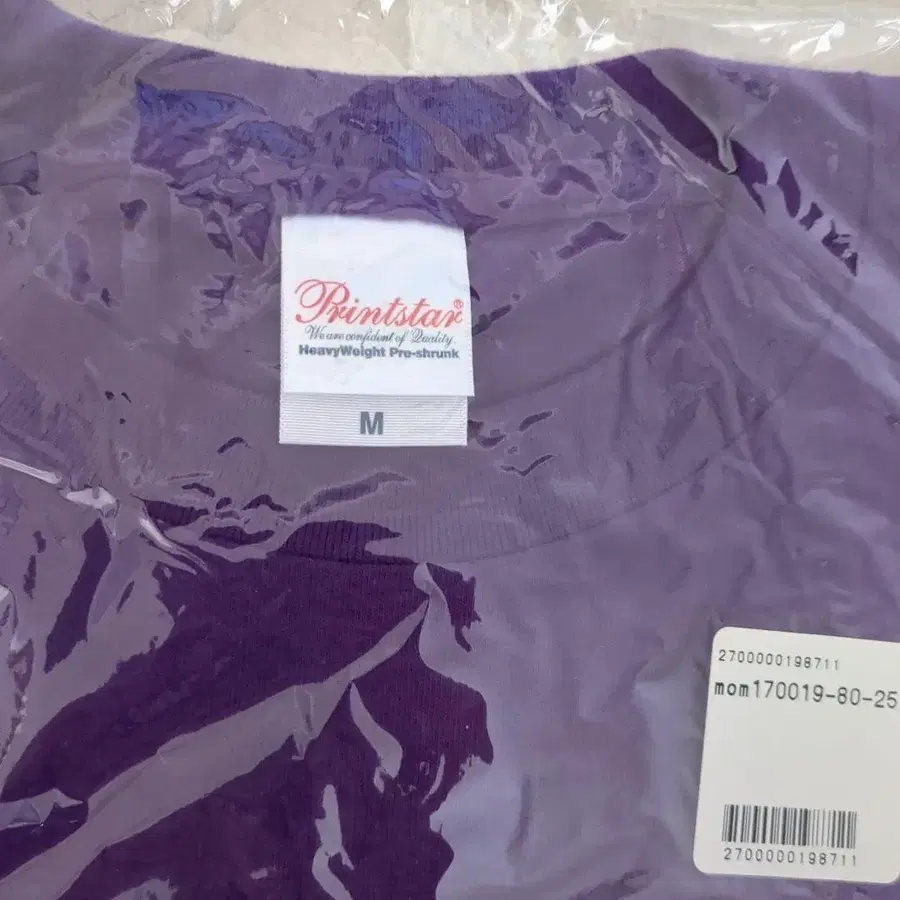 Printstar®
We are confident of Quality.
HeavyWeight Pre-shrunk
M
2700000198711
mom170019-80-25
2700000198711